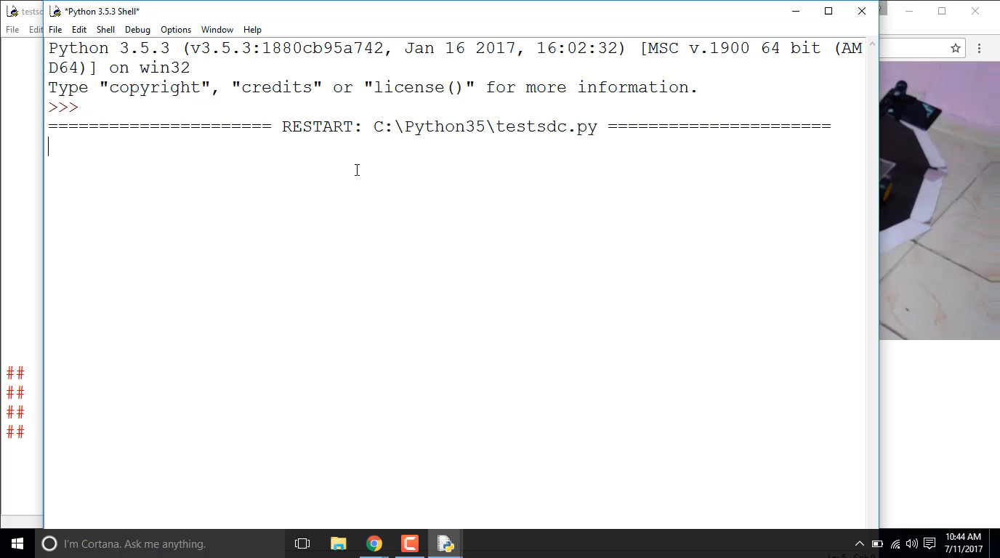 tests
*Python 3.5.3 Shell*
File Edit
File Edit Shell Debug Options Window Help
Python 3.5.3 (v3.5.3:1880cb95a742, Jan 16 2017, 16:02:32) [MSC v.1900 64 bit (AM
D64)] on win32
Type "copyright", "credits" or "license()" for more information.
>>>
====================== RESTART: C:\Python35\testsdc.py ======================
##
##
##
##
I'm Cortana. Ask me anything.
10:44 AM
7/11/2017